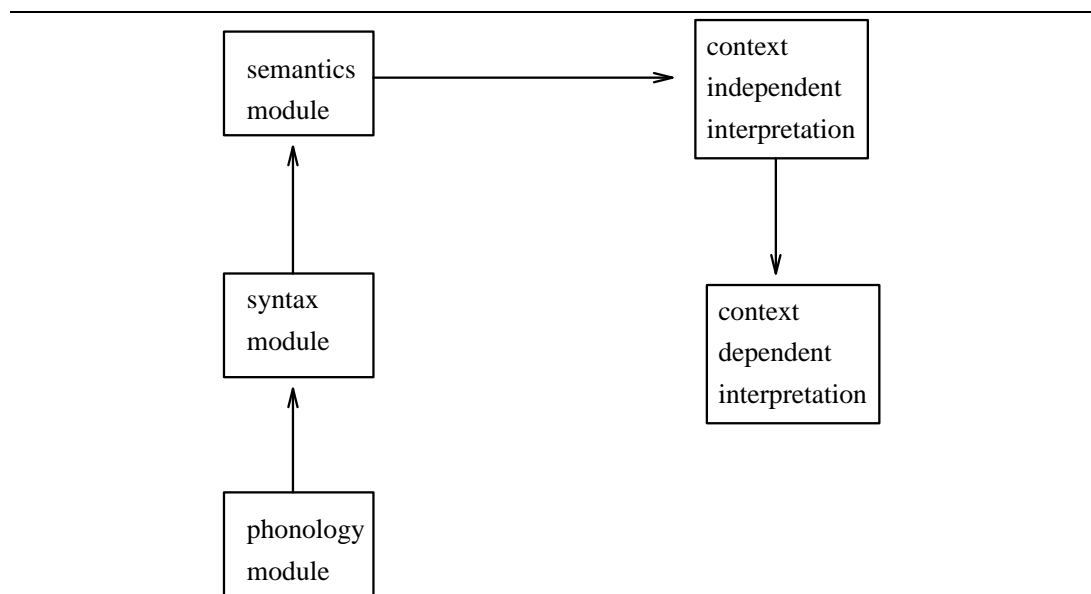 semantics
module
context
independent
interpretation
syntax
module
context
dependent
interpretation
phonology
module